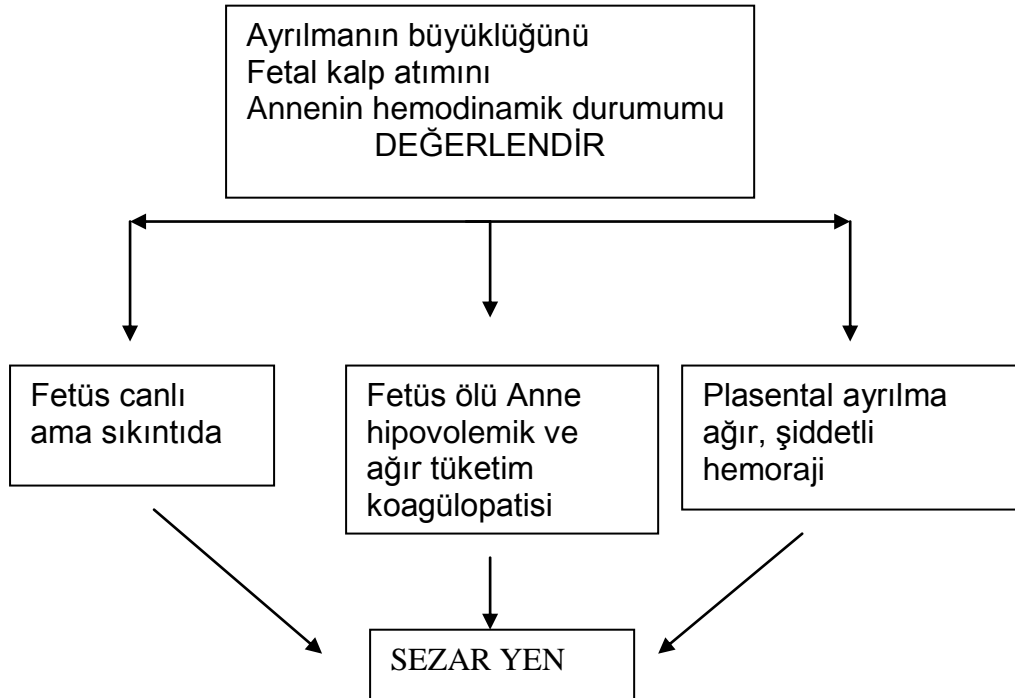 Ayrılmanın büyüklüğünü
Fetal kalp atımını
Annenin hemodinamik durumumu
DEĞERLENDİR
Fetüs canlı
ama sıkıntıda
Fetüs ölü Anne
hipovolemik ve
ağır tüketim
koagülopatisi
Plasental ayrılma
ağır, şiddetli
hemoraji
SEZAR YEN